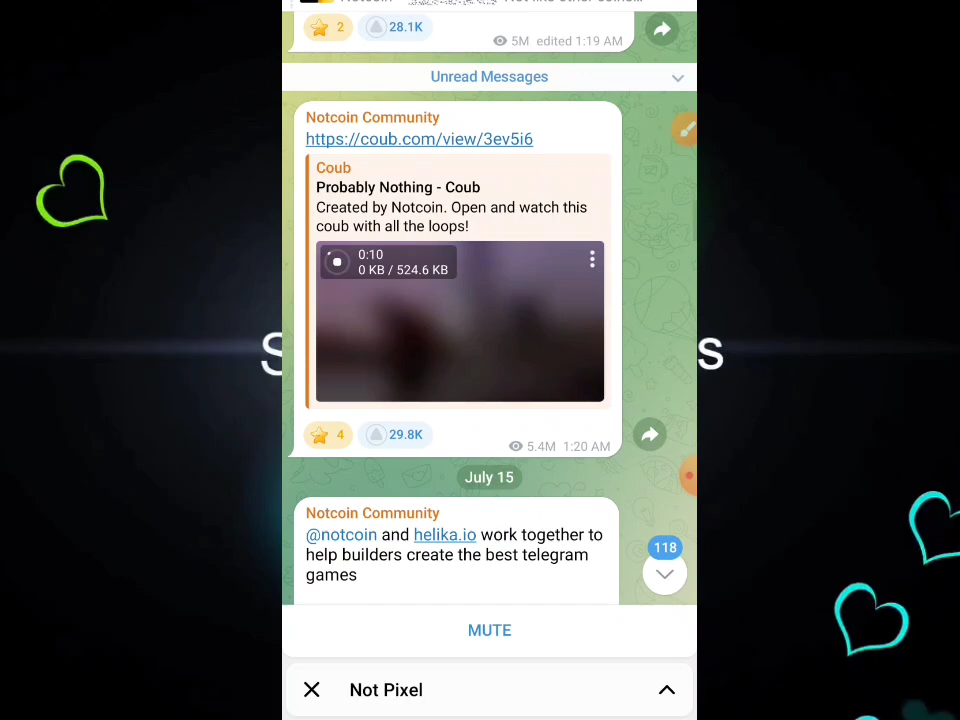 2
28.1K
5M edited 1:19 AM
Unread Messages
Notcoin Community
https://coub.com/view/3ev5i6
Coub
Probably Nothing - Coub
Created by Notcoin. Open and watch this
coub with all the loops!
0:10
0 KB / 524.6 KB
4
29.8K
5.4M 1:20 AM
S
s
July 15
Notcoin Community
@notcoin and helika.io work together to
help builders create the best telegram
games
118
MUTE
Not Pixel